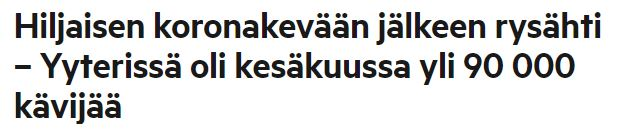 Hiljaisen koronakevään jälkeen rysähti
– Yyterissä oli kesäkuussa yli 90 000
kävijää